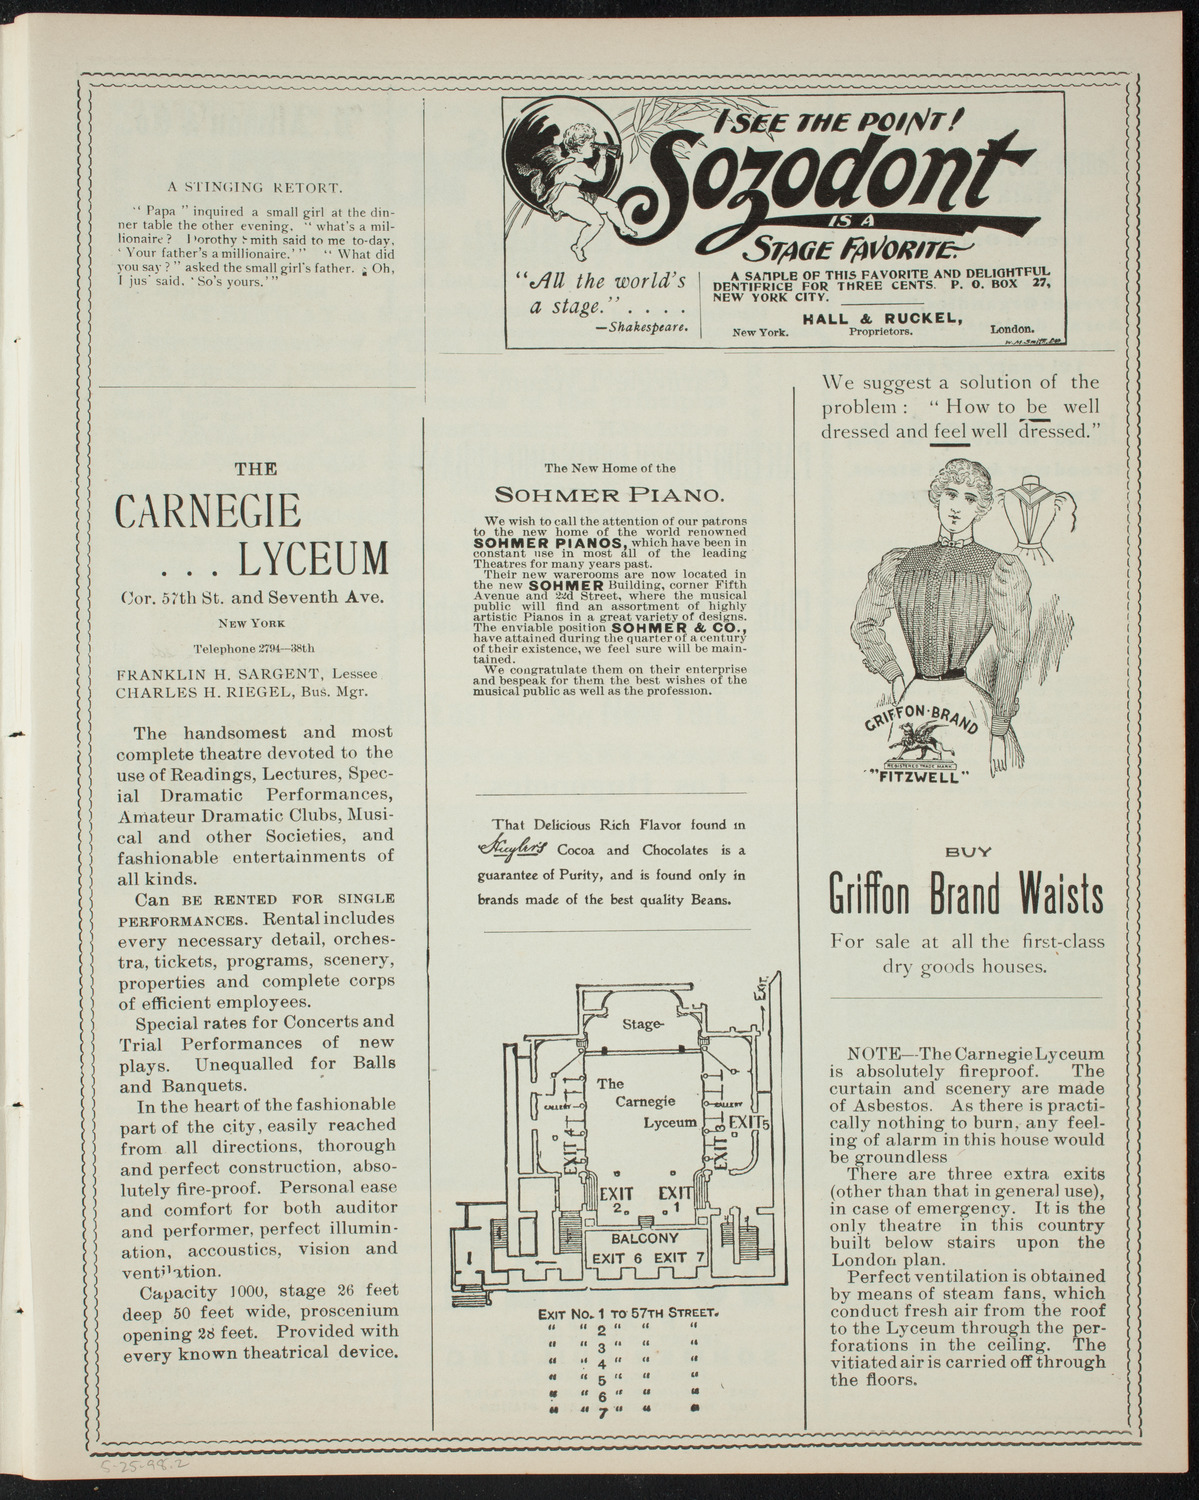 A STINGING RETORT.
" Papa " inquired a small girl at the din-
ner table the other evening, " what's a mil-
lionaire? Dorothy Smith said to me to-day,
' Your father's a millionaire.' " " What did
you say? " asked the small girl's father. Oh,
I jus' said, ' So's yours.' "
I SEE THE POINT!
Sozodont
IS A
STAGE FAVORITE.
"All the world's
a stage." . . . .
—Shakespeare.
A SAMPLE OF THIS FAVORITE AND DELIGHTFUL
DENTIFRICE FOR THREE CENTS. P. O. BOX 27,
NEW YORK CITY.
HALL & RUCKEL,
New York. Proprietors. London.
THE
CARNEGIE
. . . LYCEUM
Cor. 57th St. and Seventh Ave.
NEW YORK
Telephone 2794—38th
FRANKLIN H. SARGENT, Lessee
CHARLES H. RIEGEL, Bus. Mgr.
The handsomest and most
complete theatre devoted to the
use of Readings, Lectures, Spec-
ial Dramatic Performances,
Amateur Dramatic Clubs, Musi-
cal and other Societies, and
fashionable entertainments of
all kinds.
Can BE RENTED FOR SINGLE
PERFORMANCES. Rental includes
every necessary detail, orches-
tra, tickets, programs, scenery,
properties and complete corps
of efficient employees.
Special rates for Concerts and
Trial Performances of new
plays. Unequalled for Balls
and Banquets.
In the heart of the fashionable
part of the city, easily reached
from all directions, thorough
and perfect construction, abso-
lutely fire-proof. Personal ease
and comfort for both auditor
and performer, perfect illumin-
ation, accoustics, vision and
ventilation.
Capacity 1000, stage 26 feet
deep 50 feet wide, proscenium
opening 28 feet. Provided with
every known theatrical device.
The New Home of the
SOHMER PIANO.
We wish to call the attention of our patrons
to the new home of the world renowned
SOHMER PIANOS, which have been in
constant use in most all of the leading
Theatres for many years past.
Their new warerooms are now located in
the new SOHMER Building, corner Fifth
Avenue and 22d Street, where the musical
public will find an assortment of highly
artistic Pianos in a great variety of designs.
The enviable position SOHMER & CO.,
have attained during the quarter of a century
of their existence, we feel sure will be main-
tained.
We congratulate them on their enterprise
and bespeak for them the best wishes of the
musical public as well as the profession.
That Delicious Rich Flavor found in
Huyler's Cocoa and Chocolates is a
guarantee of Purity, and is found only in
brands made of the best quality Beans.
EXIT.
Stage
The
Carnegie
Lyceum
GALLERY
GALLERY
EXIT 4
EXIT 3
EXIT 5
EXIT 2.
EXIT 1
BALCONY
EXIT 6 EXIT 7
EXIT No. 1 TO 57TH STREET.
" " 2 " " "
" " 3 " " "
" " 4 " " "
" " 5 " " "
" " 6 " " "
" " 7 " " "
We suggest a solution of the
problem : " How to be well
dressed and feel well dressed."
GRIFFON · BRAND
REGISTERED TRADE MARK
"FITZWELL"
BUY
Griffon Brand Waists
For sale at all the first-class
dry goods houses.
NOTE—The Carnegie Lyceum
is absolutely fireproof. The
curtain and scenery are made
of Asbestos. As there is practi-
cally nothing to burn, any feel-
ing of alarm in this house would
be groundless
There are three extra exits
(other than that in general use),
in case of emergency. It is the
only theatre in this country
built below stairs upon the
London plan.
Perfect ventilation is obtained
by means of steam fans, which
conduct fresh air from the roof
to the Lyceum through the per-
forations in the ceiling. The
vitiated air is carried off through
the floors.
5-25-98.2